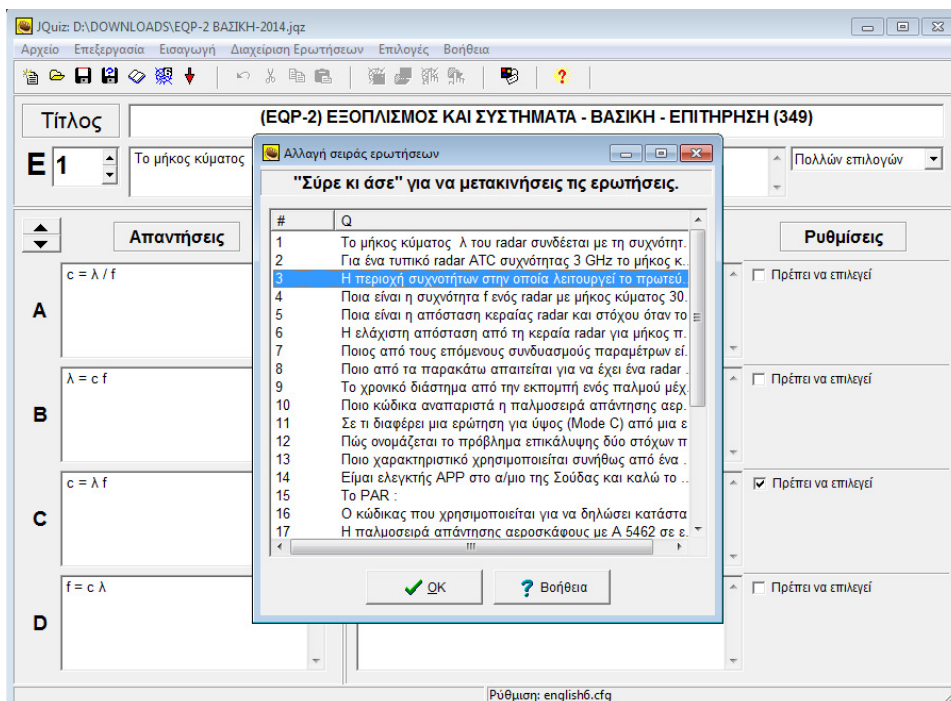 JQuiz: D:\DOWNLOADS\EQP-2 ΒΑΣΙΚΗ-2014.jqz
Αρχείο Επεξεργασία Εισαγωγή Διαχείριση Ερωτήσεων Επιλογές Βοήθεια
Τίτλος
(EQP-2) ΕΞΟΠΛΙΣΜΟΣ ΚΑΙ ΣΥΣΤΗΜΑΤΑ - ΒΑΣΙΚΗ - ΕΠΙΤΗΡΗΣΗ (349)
Ε 1
Το μήκος κύματος
Πολλών επιλογών
Αλλαγή σειράς ερωτήσεων
"Σύρε κι άσε" για να μετακινήσεις τις ερωτήσεις.
# Q
1 Το μήκος κύματος λ του radar συνδέεται με τη συχνότητ...
2 Για ένα τυπικό radar ATC συχνότητας 3 GHz το μήκος κ...
3 Η περιοχή συχνοτήτων στην οποία λειτουργεί το πρωτεύ...
4 Ποια είναι η συχνότητα f ενός radar με μήκος κύματος 30...
5 Ποια είναι η απόσταση κεραίας radar και στόχου όταν το
6 Η ελάχιστη απόσταση από τη κεραία radar για μήκος π...
7 Ποιος από τους επόμενους συνδυασμούς παραμέτρων εί...
8 Ποιο από τα παρακάτω απαιτείται για να έχει ένα radar ...
9 Το χρονικό διάστημα από την εκπομπή ενός παλμού μέχ...
10 Ποιο κώδικα αναπαριστά η παλμοσειρά απάντησης αερ...
11 Σε τι διαφέρει μια ερώτηση για ύψος (Mode C) από μια ε
12 Πώς ονομάζεται το πρόβλημα επικάλυψης δύο στόχων π
13 Ποιο χαρακτηριστικό χρησιμοποιείται συνήθως από ένα ...
14 Είμαι ελεγκτής APP στο α/μιο της Σούδας και καλώ το ...
15 Το PAR :
16 Ο κώδικας που χρησιμοποιείται για να δηλώσει κατάστα
17 Η παλμοσειρά απάντησης αεροσκάφους με Α 5462 σε ε...
OK
Βοήθεια
Απαντήσεις
Ρυθμίσεις
A
c = λ / f
Πρέπει να επιλεγεί
B
λ = c f
Πρέπει να επιλεγεί
C
c = λ f
Πρέπει να επιλεγεί
D
f = c λ
Πρέπει να επιλεγεί
Ρύθμιση: english6.cfg